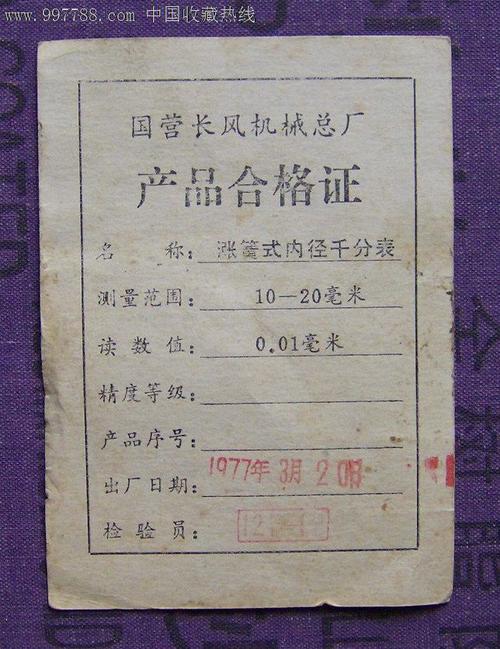 www.997788.com 中国收藏热线
国营长风机械总厂
产品合格证
名 称： 涨簧式内径千分表
测量范围： 10—20毫米
读数值： 0.01毫米
精度等级：
产品序号：
出厂日期： 1977年 3月 20日
检验员：